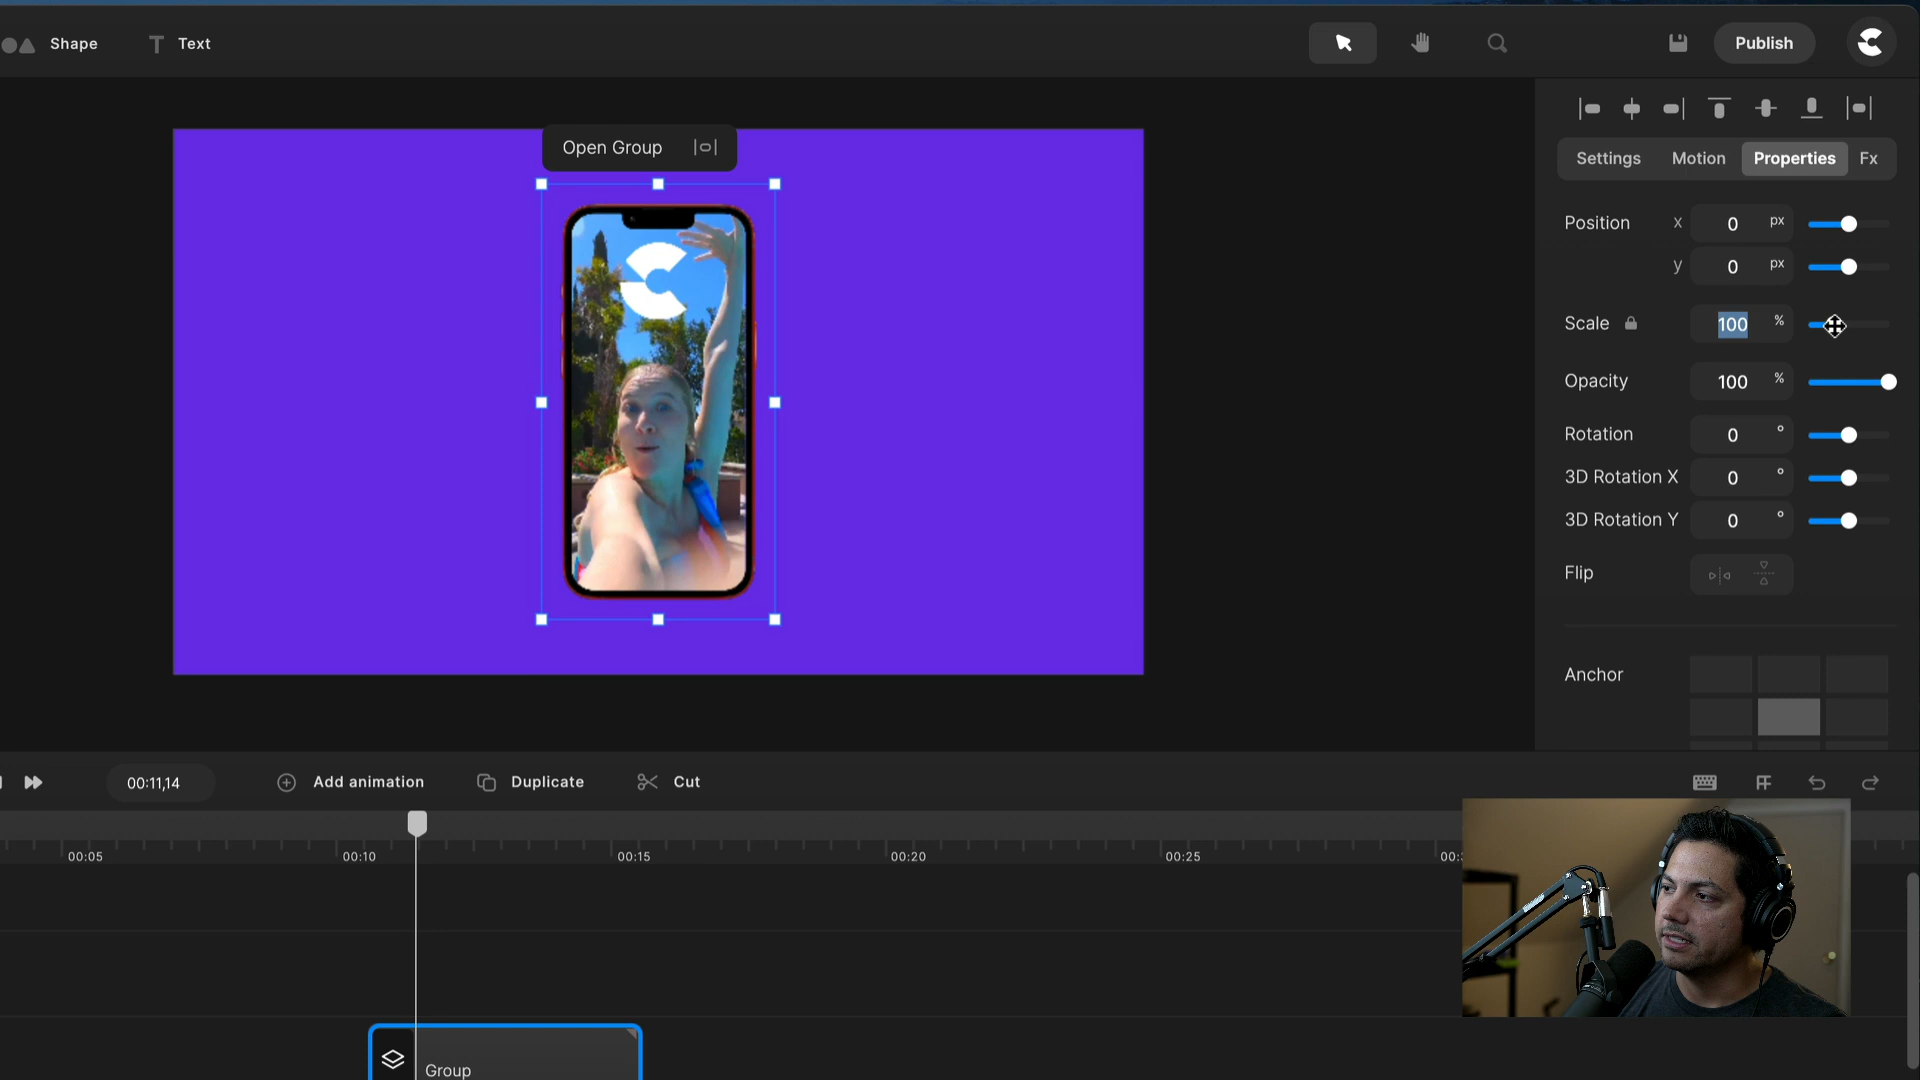 Shape
Text
Publish
Open Group
Settings
Motion
Properties
Fx
Position x 0 px
y 0 px
Scale 100 %
Opacity 100 %
Rotation 0 °
3D Rotation X 0 °
3D Rotation Y 0 °
Flip
Anchor
00:11,14
Add animation
Duplicate
Cut
00:05
00:10
00:15
00:20
00:25
Group